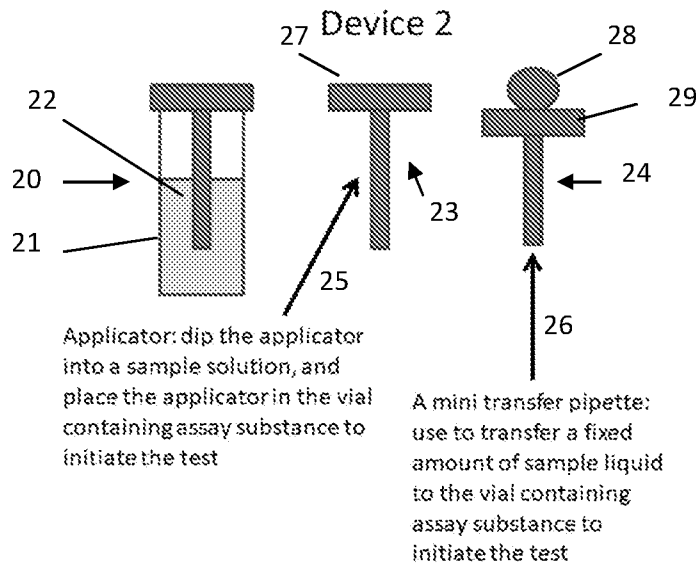 Device 2
27
28
29
22
20
21
23
24
25
26
Applicator: dip the applicator
into a sample solution, and
place the applicator in the vial
containing assay substance to
initiate the test
A mini transfer pipette:
use to transfer a fixed
amount of sample liquid
to the vial containing
assay substance to
initiate the test